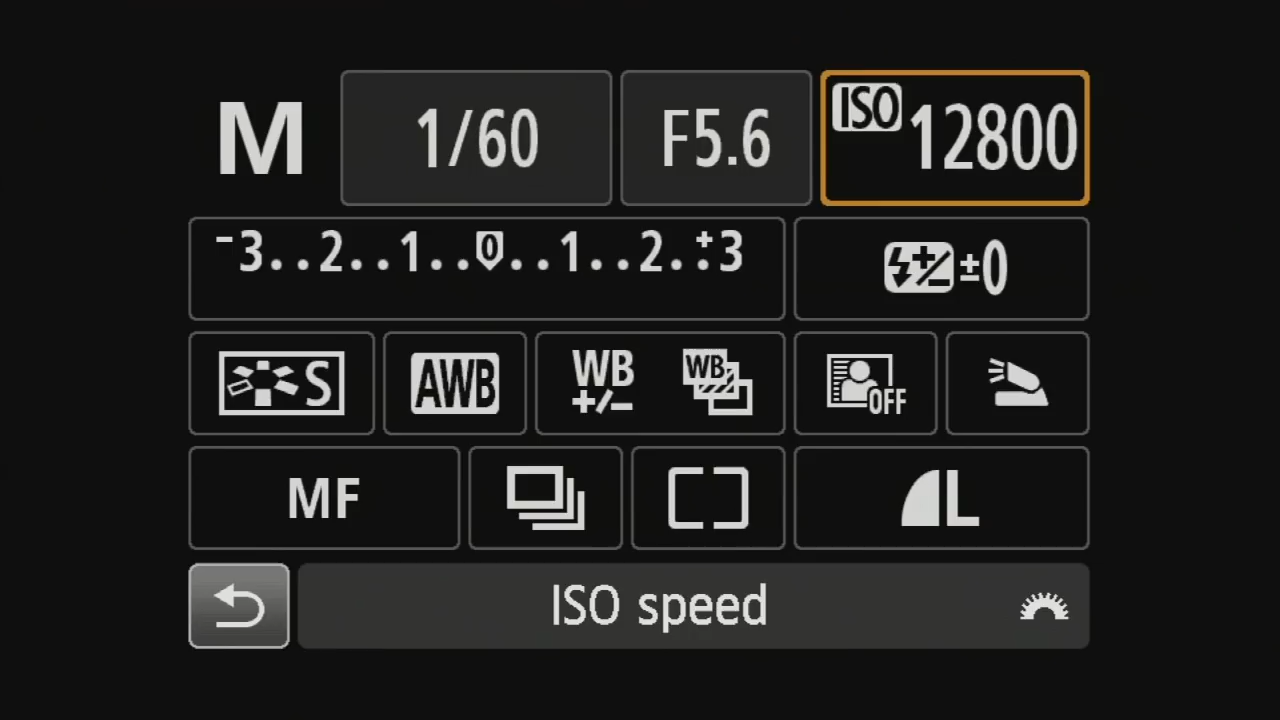 M 1/60 F5.6 ISO 12800
-3..2..1..0..1..2..+3 ±0
S AWB WB +/- WB OFF
MF L
ISO speed